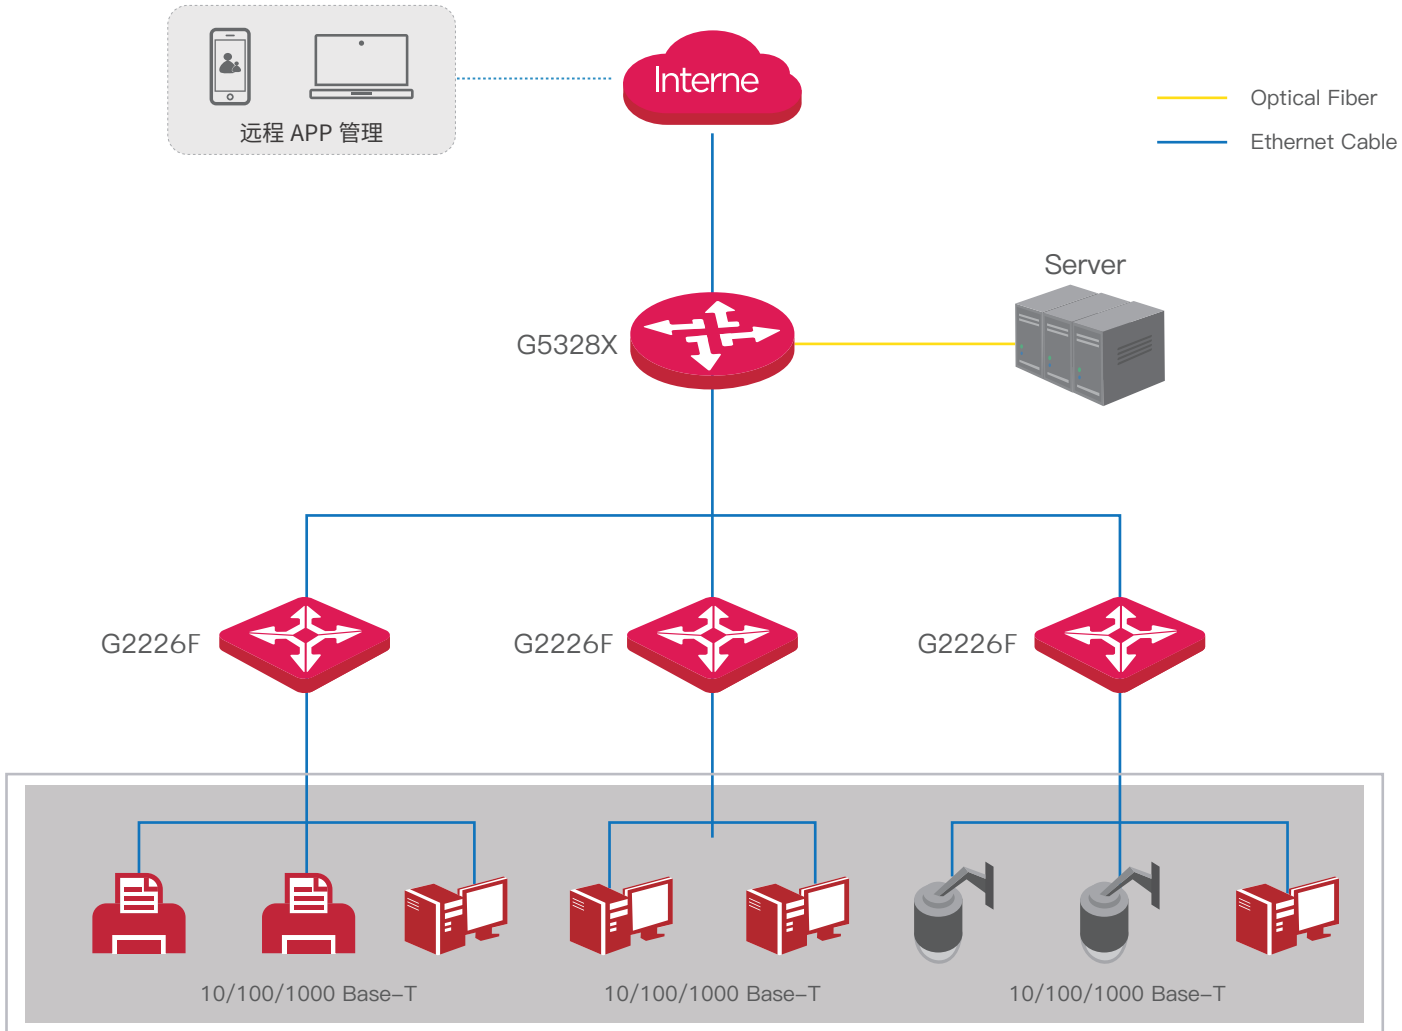 Interne
远程 APP 管理
Optical Fiber
Ethernet Cable
Server
G5328X
G2226F
G2226F
G2226F
10/100/1000 Base-T
10/100/1000 Base-T
10/100/1000 Base-T